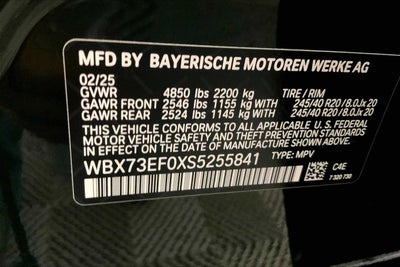 MFD BY BAYERISCHE MOTOREN WERKE AG
02/25
GVWR 4850 lbs 2200 kg TIRE / RIM
GAWR FRONT 2546 lbs 1155 kg WITH 245/40 R20 / 8.0Jx 20
GAWR REAR 2524 lbs 1145 kg WITH 245/40 R20 / 8.0Jx 20
THIS VEHICLE CONFORMS TO ALL APPLICABLE U.S. FEDERAL
MOTOR VEHICLE SAFETY AND THEFT PREVENTION STANDARDS
IN EFFECT ON THE DATE OF MANUFACTURE SHOWN ABOVE.
WBX73EF0XS5255841 TYPE: MPV
C4E
7 320 730